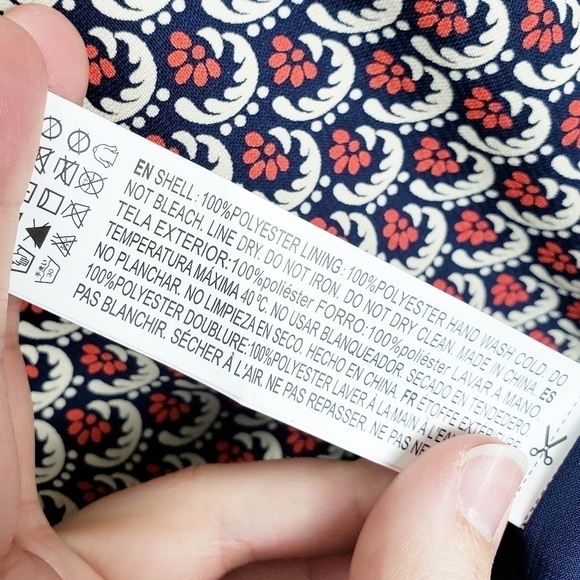 EN SHELL: 100%POLYESTER LINING: 100%POLYESTER HAND WASH COLD. DO
NOT BLEACH. LINE DRY. DO NOT IRON. DO NOT DRY CLEAN. MADE IN CHINA. ES
TELA EXTERIOR:100%poliéster FORRO:100%poliéster LAVAR A MANO.
TEMPERATURA MÁXIMA 40 ºC. NO USAR BLANQUEADOR. SECADO EN TENDEDERO
NO PLANCHAR. NO LIMPIEZA EN SECO. HECHO EN CHINA. FR ÉTOFFE EXTÉRIEURE
100%POLYESTER DOUBLURE:100%POLYESTER LAVER À LA MAIN À L'EAU
PAS BLANCHIR. SÉCHER À L'AIR. NE PAS REPASSER. NE PAS NE